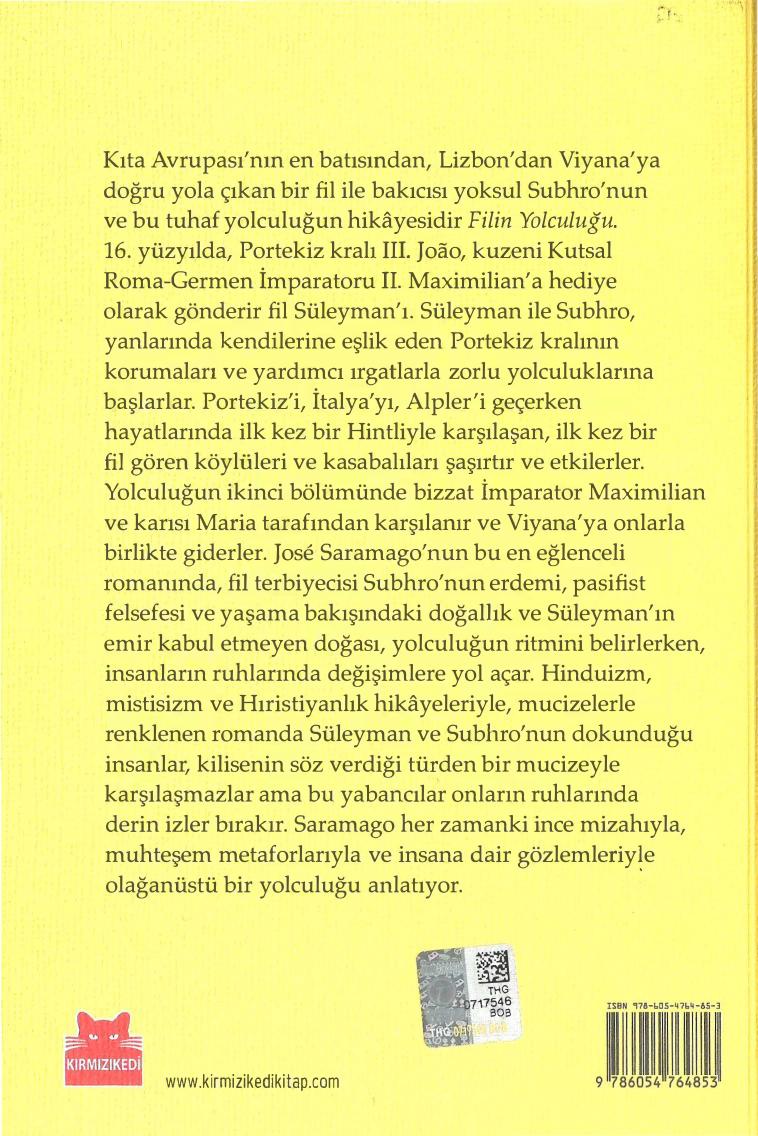 Kıta Avrupası’nın en batısından, Lizbon’dan Viyana’ya
doğru yola çıkan bir fil ile bakıcısı yoksul Subhro’nun
ve bu tuhaf yolculuğun hikâyesidir Filin Yolculuğu.
16. yüzyılda, Portekiz kralı III. João, kuzeni Kutsal
Roma-Germen İmparatoru II. Maximilian’a hediye
olarak gönderir fil Süleyman’ı. Süleyman ile Subhro,
yanlarında kendilerine eşlik eden Portekiz kralının
korumaları ve yardımcı ırgatlarla zorlu yolculuklarına
başlarlar. Portekiz’i, İtalya’yı, Alpler’i geçerken
hayatlarında ilk kez bir Hintliyle karşılaşan, ilk kez bir
fil gören köylüleri ve kasabalıları şaşırtır ve etkilerler.
Yolculuğun ikinci bölümünde bizzat İmparator Maximilian
ve karısı Maria tarafından karşılanır ve Viyana’ya onlarla
birlikte giderler. José Saramago’nun bu en eğlenceli
romanında, fil terbiyecisi Subhro’nun erdemi, pasifist
felsefesi ve yaşama bakışındaki doğallık ve Süleyman’ın
emir kabul etmeyen doğası, yolculuğun ritmini belirlerken,
insanların ruhlarında değişimlere yol açar. Hinduizm,
mistisizm ve Hıristiyanlık hikâyeleriyle, mucizelerle
renklenen romanda Süleyman ve Subhro’nun dokunduğu
insanlar, kilisenin söz verdiği türden bir mucizeyle
karşılaşmazlar ama bu yabancılar onların ruhlarında
derin izler bırakır. Saramago her zamanki ince mizahıyla,
muhteşem metaforlarıyla ve insana dair gözlemleriyle
olağanüstü bir yolculuğu anlatıyor.
THG
0717546
BOB
THG
ISBN 978-605-4764-85-3
9 786054 764853
KIRMIZIKEDİ
www.kirmizikedikitap.com